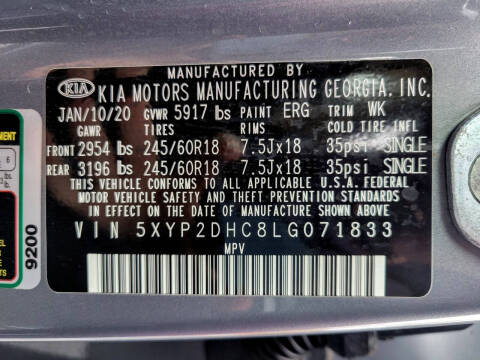 MANUFACTURED BY
KIA KIA MOTORS MANUFACTURING GEORGIA, INC.
JAN/10/20 GVWR 5917 lbs PAINT ERG TRIM WK
GAWR TIRES RIMS COLD TIRE INFL
FRONT 2954 lbs 245/60R18 7.5Jx18 35psi SINGLE
REAR 3196 lbs 245/60R18 7.5Jx18 35psi SINGLE
THIS VEHICLE CONFORMS TO ALL APPLICABLE U.S.A. FEDERAL
MOTOR VEHICLE SAFETY, BUMPER, AND THEFT PREVENTION STANDARDS
IN EFFECT ON THE DATE OF MANUFACTURE SHOWN ABOVE.
VIN 5XYP2DHC8LG071833
MPV
9200